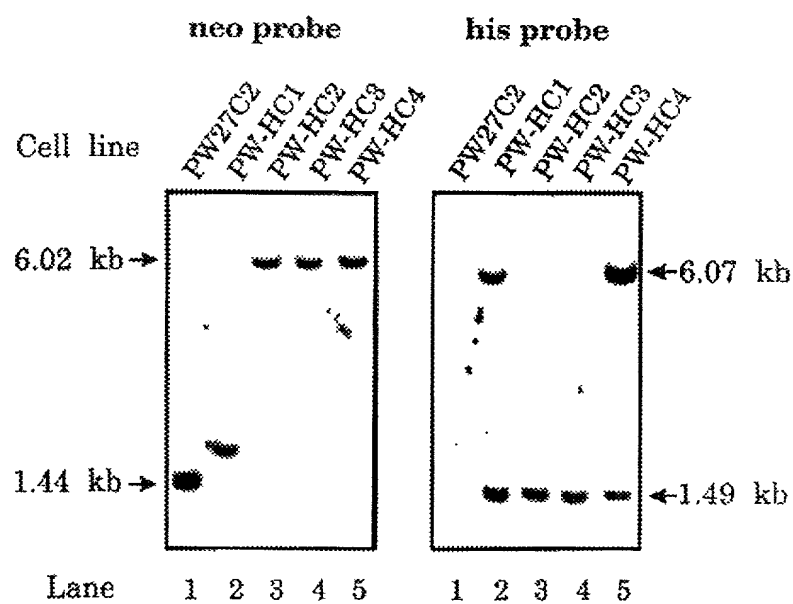 neo probe
his probe
Cell line
PW27C2
PW-HC1
PW-HC2
PW-HC3
PW-HC4
PW27C2
PW-HC1
PW-HC2
PW-HC3
PW-HC4
6.02 kb
6.07 kb
1.44 kb
1.49 kb
Lane 1 2 3 4 5
1 2 3 4 5